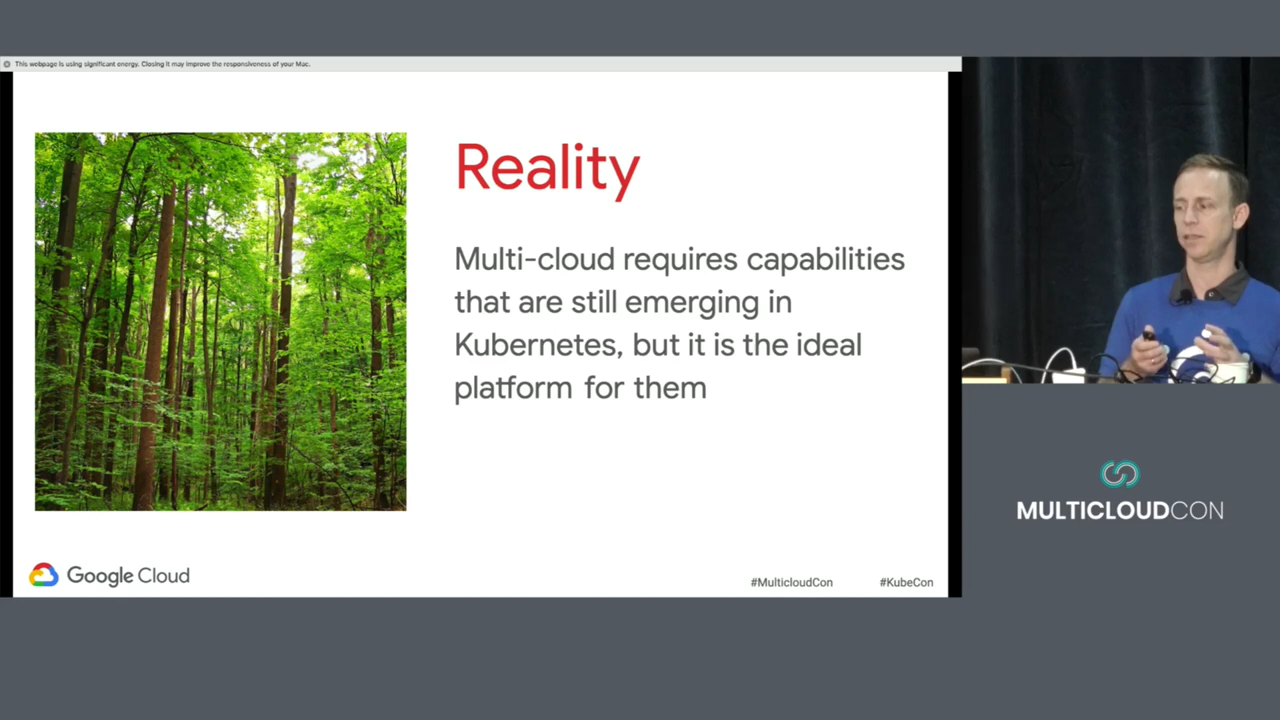 This webpage is using significant energy. Closing it may improve the responsiveness of your Mac.
Reality
Multi-cloud requires capabilities
that are still emerging in
Kubernetes, but it is the ideal
platform for them
Google Cloud
#MulticloudCon
#KubeCon
MULTICLOUDCON